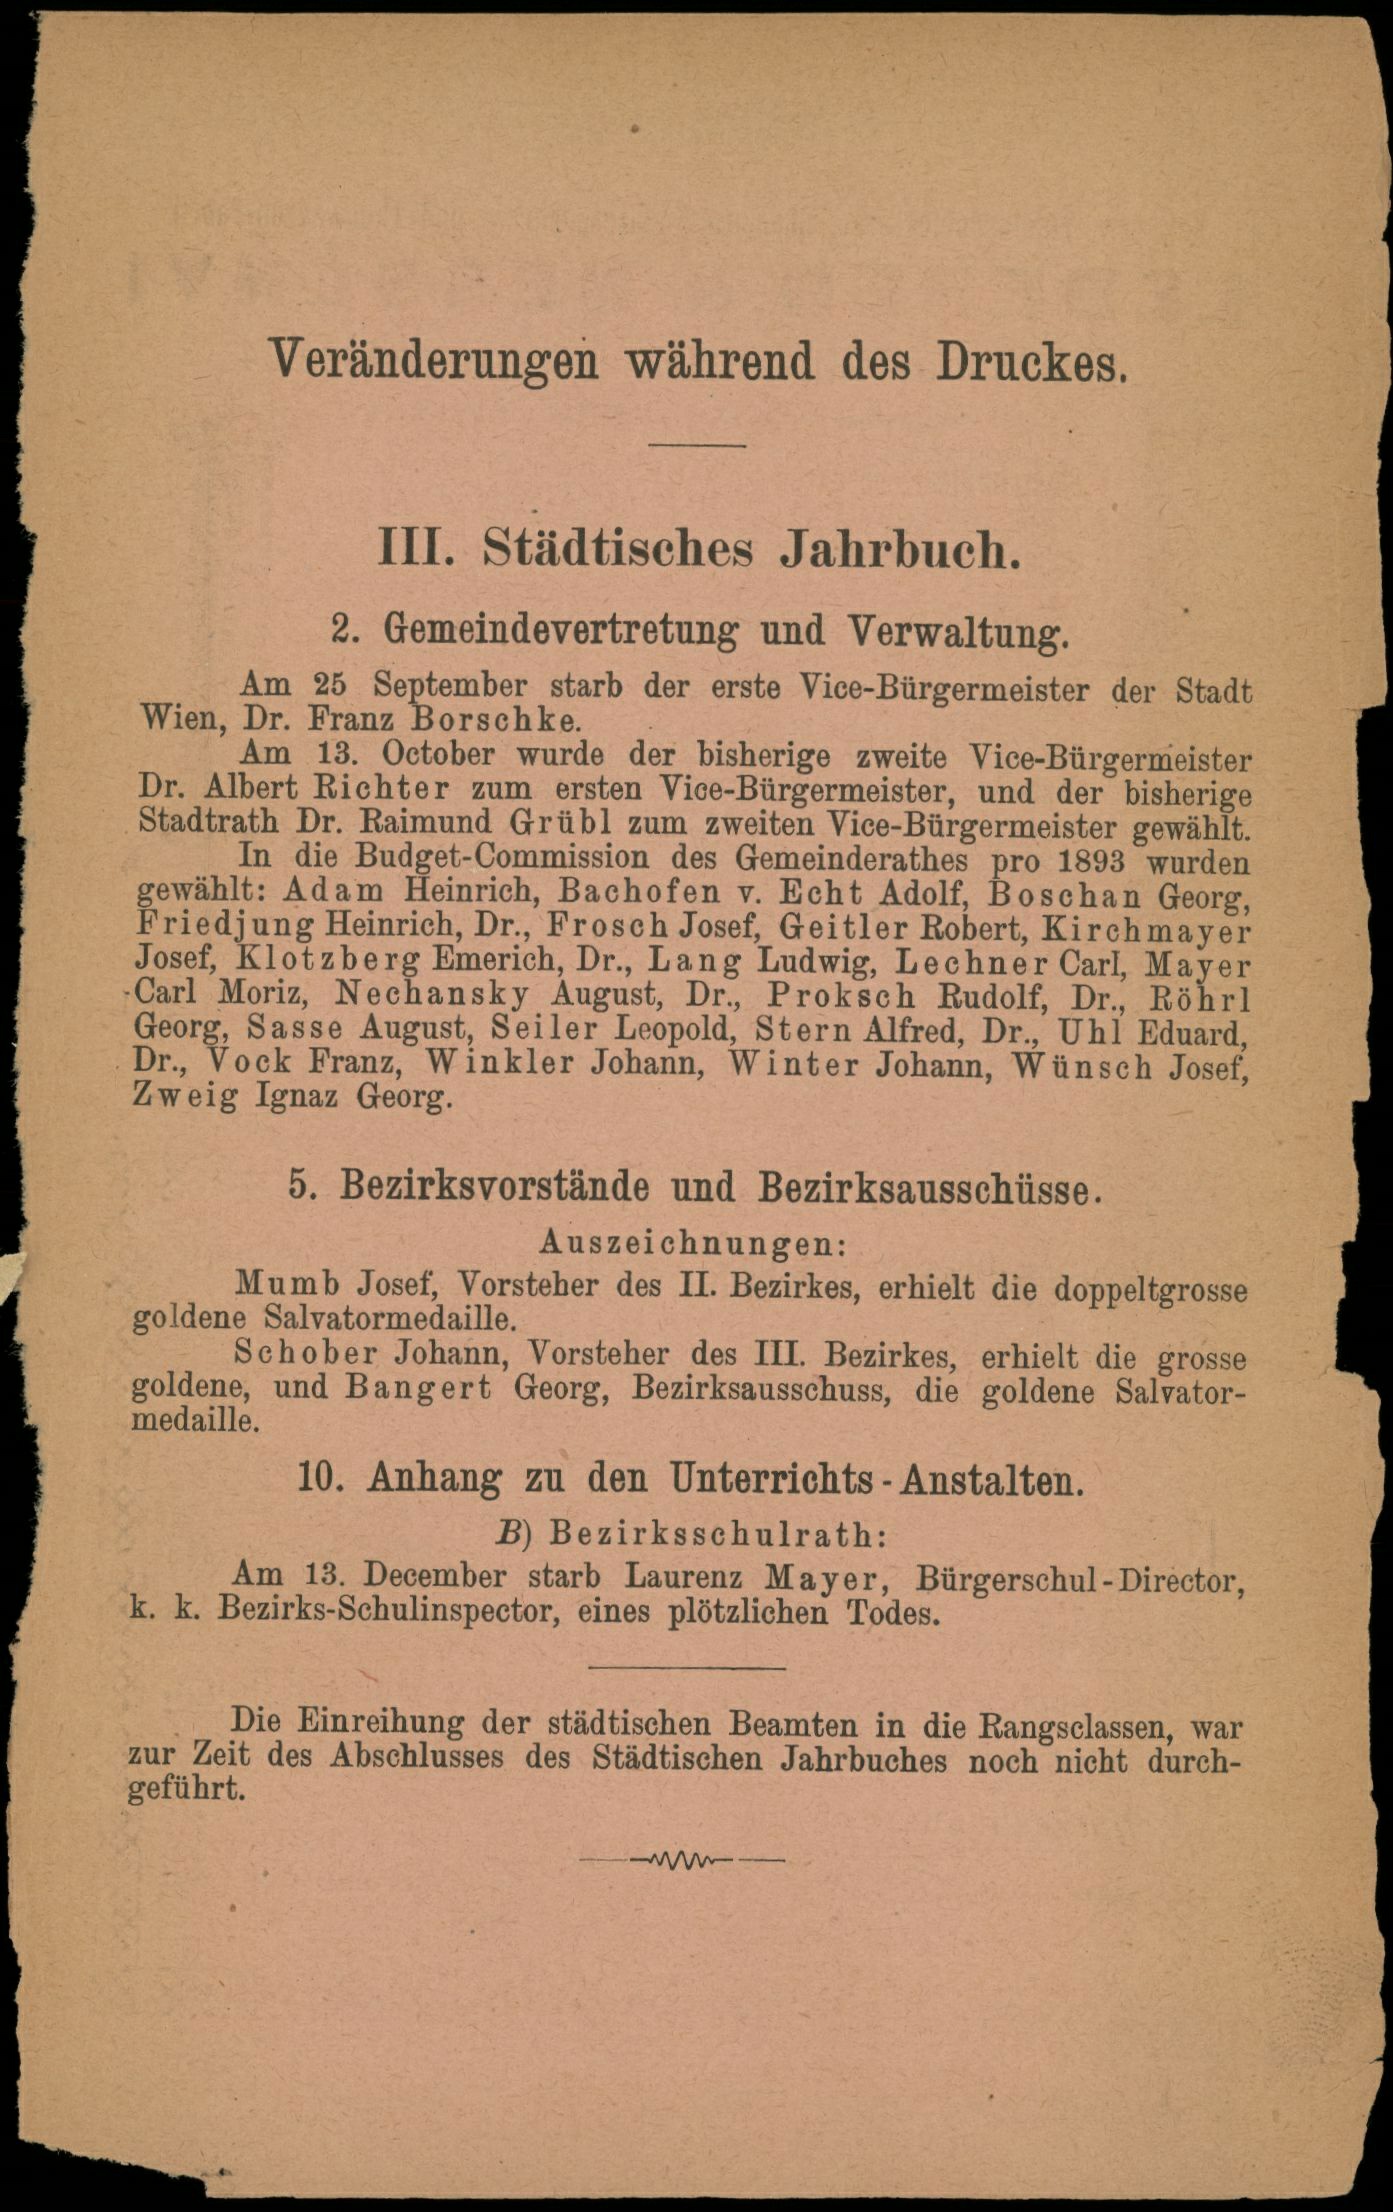 Veränderungen während des Druckes.
III. Städtisches Jahrbuch.
2. Gemeindevertretung und Verwaltung.
Am 25 September starb der erste Vice-Bürgermeister der Stadt
Wien, Dr. Franz Borschke.
Am 13. October wurde der bisherige zweite Vice-Bürgermeister
Dr. Albert Richter zum ersten Vice-Bürgermeister, und der bisherige
Stadtrath Dr. Raimund Grübl zum zweiten Vice-Bürgermeister gewählt.
In die Budget-Commission des Gemeinderathes pro 1893 wurden
gewählt: Adam Heinrich, Bachofen v. Echt Adolf, Boschan Georg,
Friedjung Heinrich, Dr., Frosch Josef, Geitler Robert, Kirchmayer
Josef, Klotzberg Emerich, Dr., Lang Ludwig, Lechner Carl, Mayer
Carl Moriz, Nechansky August, Dr., Proksch Rudolf, Dr., Röhrl
Georg, Sasse August, Seiler Leopold, Stern Alfred, Dr., Uhl Eduard,
Dr., Vock Franz, Winkler Johann, Winter Johann, Wünsch Josef,
Zweig Ignaz Georg.
5. Bezirksvorstände und Bezirksausschüsse.
Auszeichnungen:
Mumb Josef, Vorsteher des II. Bezirkes, erhielt die doppeltgrosse
goldene Salvatormedaille.
Schober Johann, Vorsteher des III. Bezirkes, erhielt die grosse
goldene, und Bangert Georg, Bezirksausschuss, die goldene Salvator-
medaille.
10. Anhang zu den Unterrichts-Anstalten.
B) Bezirksschulrath:
Am 13. December starb Laurenz Mayer, Bürgerschul-Director,
k. k. Bezirks-Schulinspector, eines plötzlichen Todes.
Die Einreihung der städtischen Beamten in die Rangsclassen, war
zur Zeit des Abschlusses des Städtischen Jahrbuches noch nicht durch-
geführt.